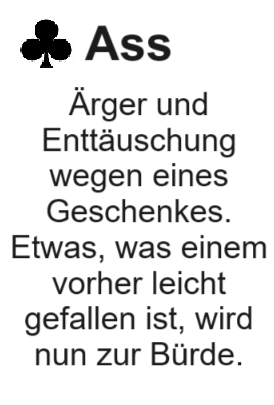 ♣ Ass
Ärger und
Enttäuschung
wegen eines
Geschenkes.
Etwas, was einem
vorher leicht
gefallen ist, wird
nun zur Bürde.